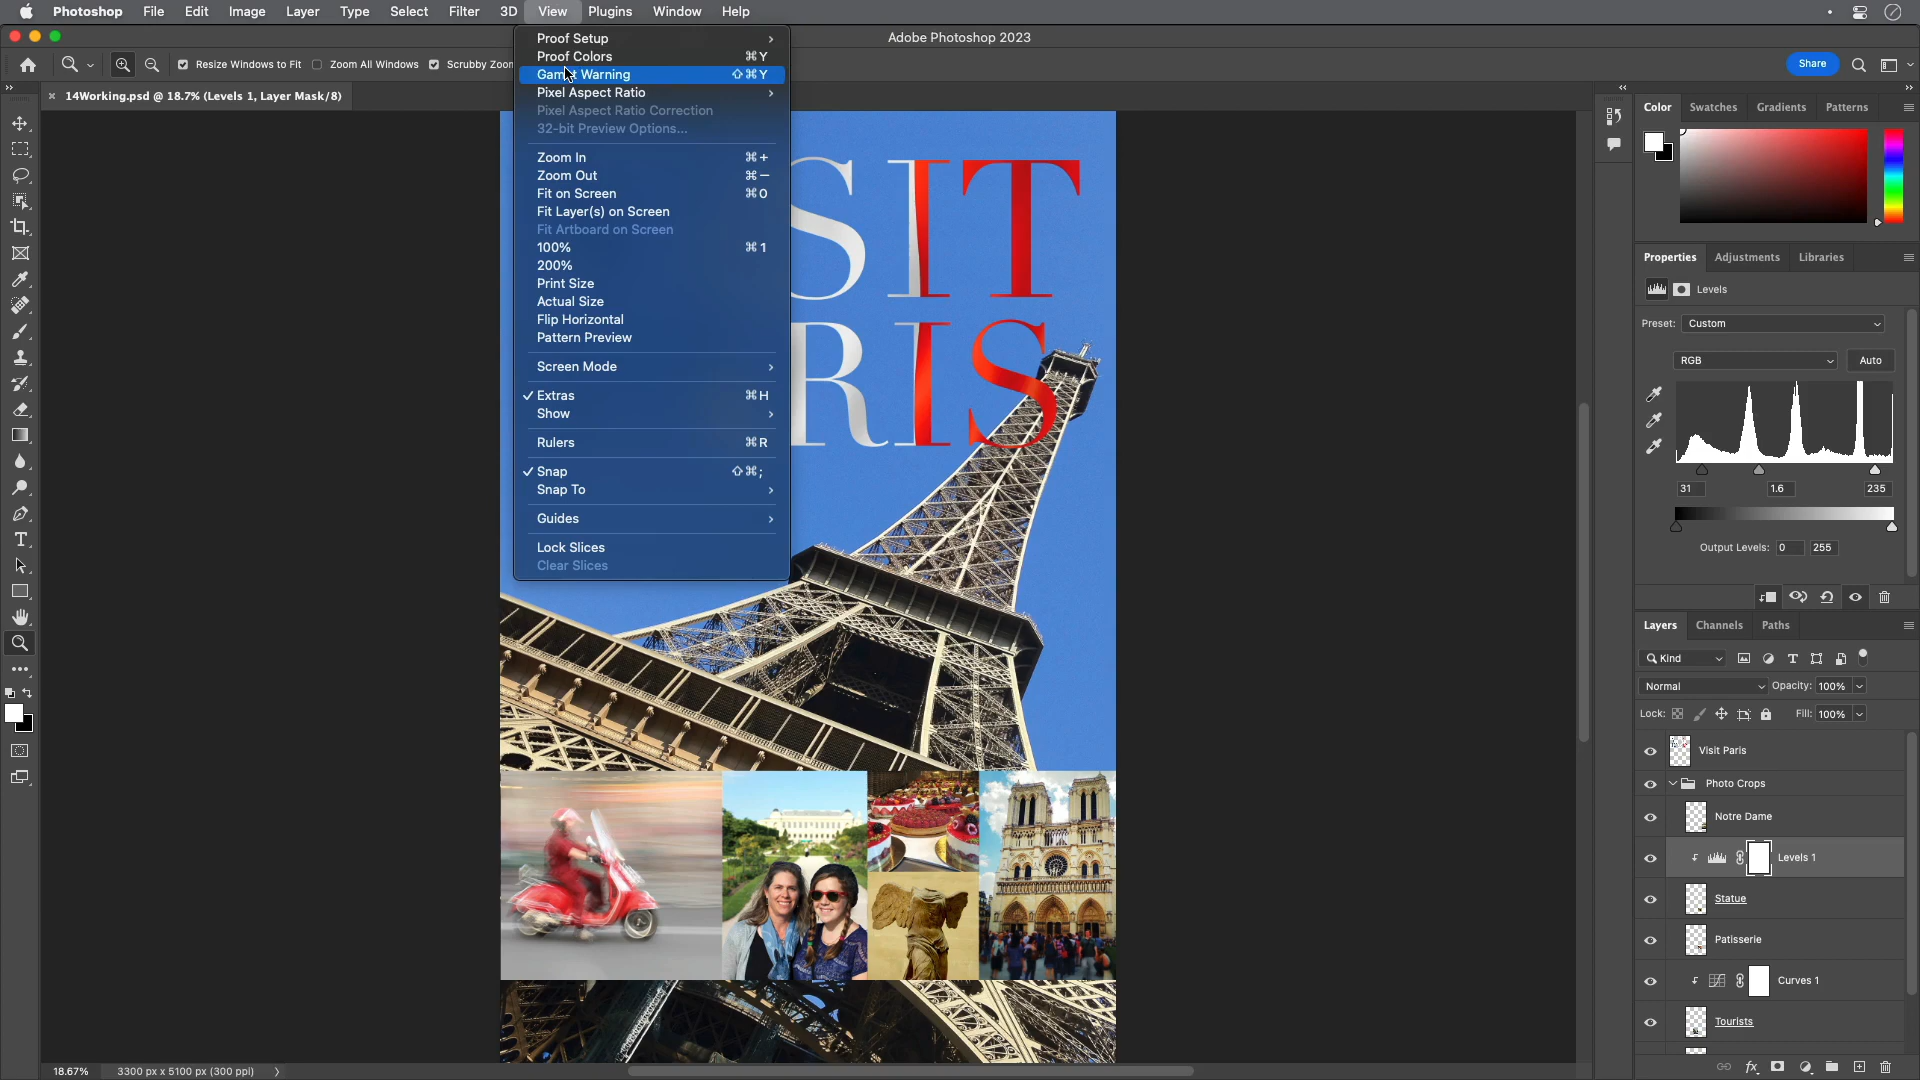 Photoshop File Edit Image Layer Type Select Filter 3D View Plugins Window Help
Adobe Photoshop 2023
Resize Windows to Fit Zoom All Windows Scrubby Zoom Share
14Working.psd @ 18.7% (Levels 1, Layer Mask/8)
Proof Setup
Proof Colors ⌘Y
Gamut Warning ⇧⌘Y
Pixel Aspect Ratio
Pixel Aspect Ratio Correction
32-bit Preview Options...
Zoom In ⌘+
Zoom Out ⌘−
Fit on Screen ⌘0
Fit Layer(s) on Screen
Fit Artboard on Screen
100% ⌘1
200%
Print Size
Actual Size
Flip Horizontal
Pattern Preview
Screen Mode
Extras ⌘H
Show
Rulers ⌘R
Snap ⇧⌘;
Snap To
Guides
Lock Slices
Clear Slices
SIT
RIS
Color Swatches Gradients Patterns
Properties Adjustments Libraries
Levels
Preset: Custom
RGB Auto
31 1.6 235
Output Levels: 0 255
Layers Channels Paths
Kind
Normal Opacity: 100%
Lock: Fill: 100%
Visit Paris
Photo Crops
Notre Dame
Levels 1
Statue
Patisserie
Curves 1
Tourists
18.67% 3300 px x 5100 px (300 ppi)